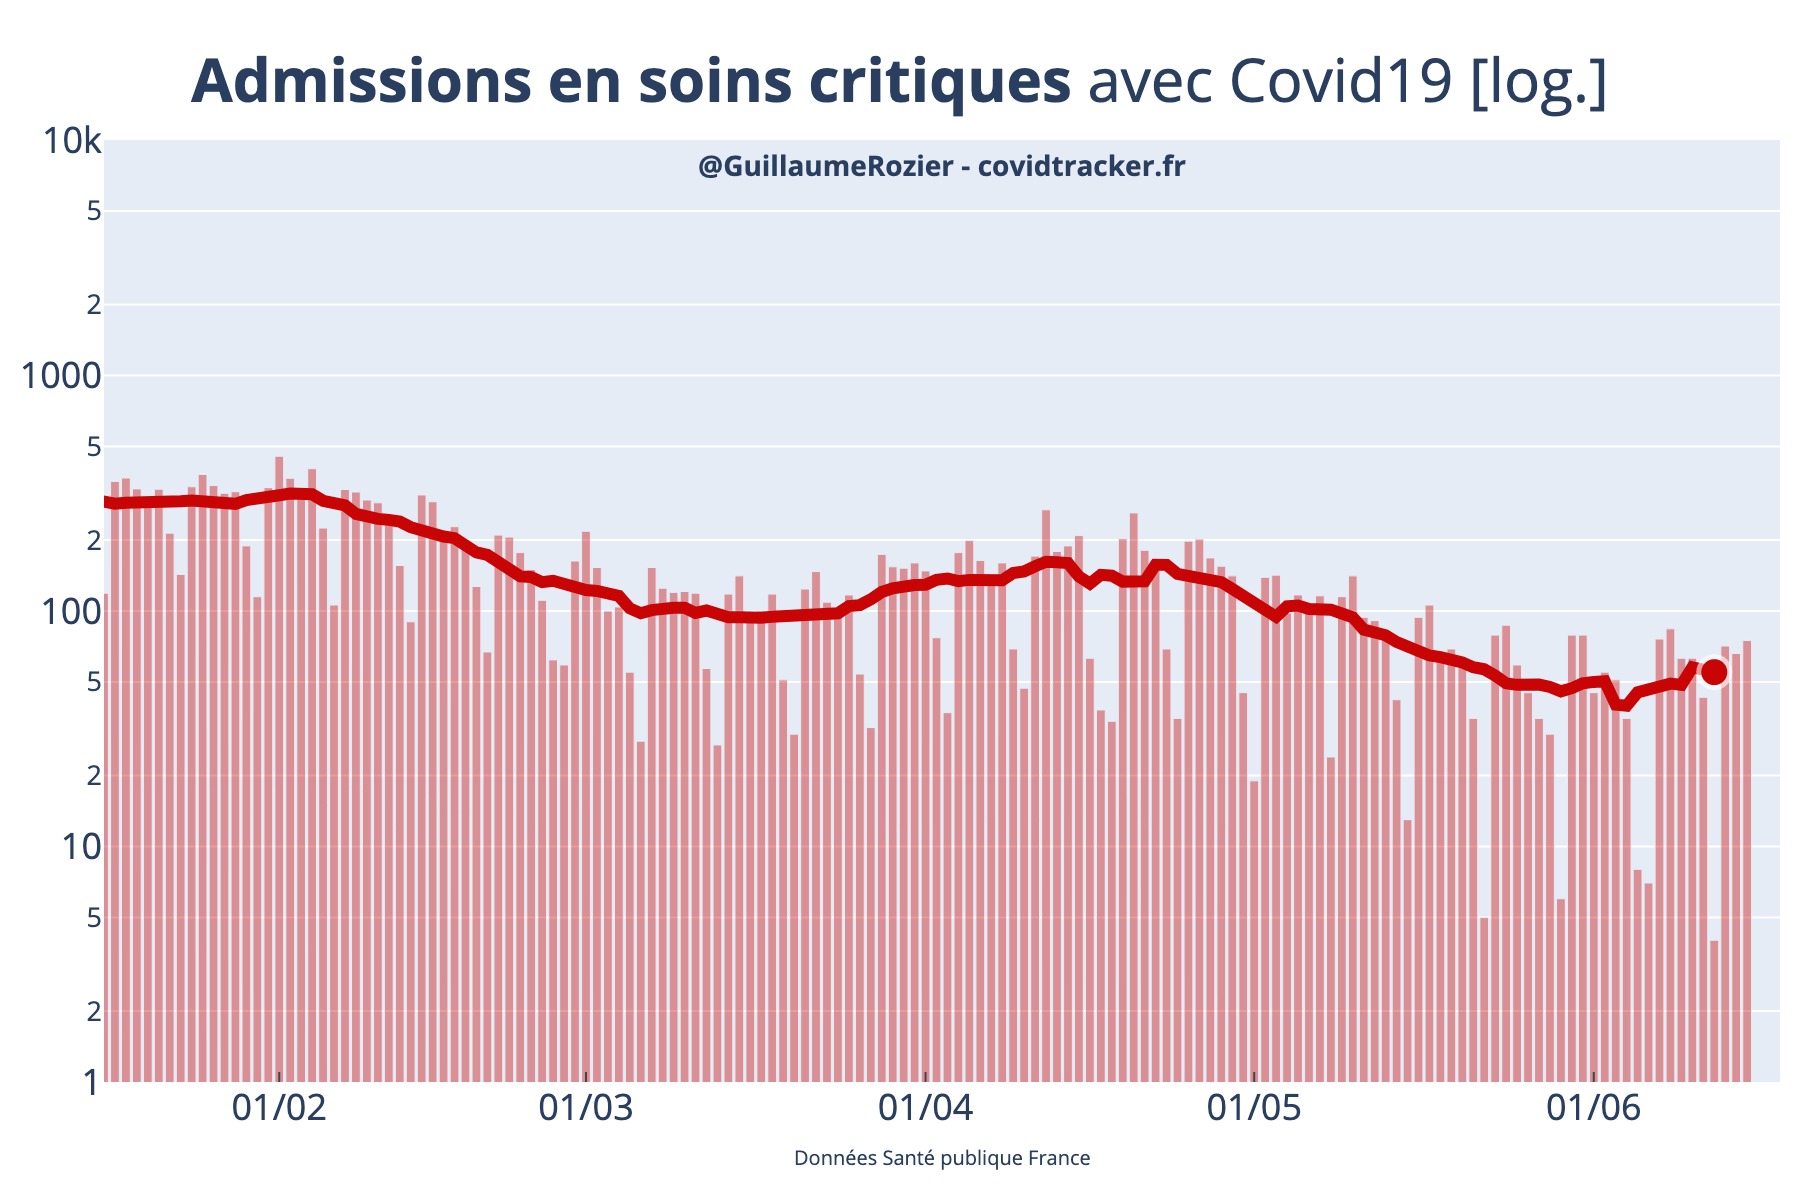 Admissions en soins critiques avec Covid19 [log.]
@GuillaumeRozier - covidtracker.fr
10k
5
2
1000
5
2
100
5
2
10
5
2
1
01/02 01/03 01/04 01/05 01/06
Données Santé publique France